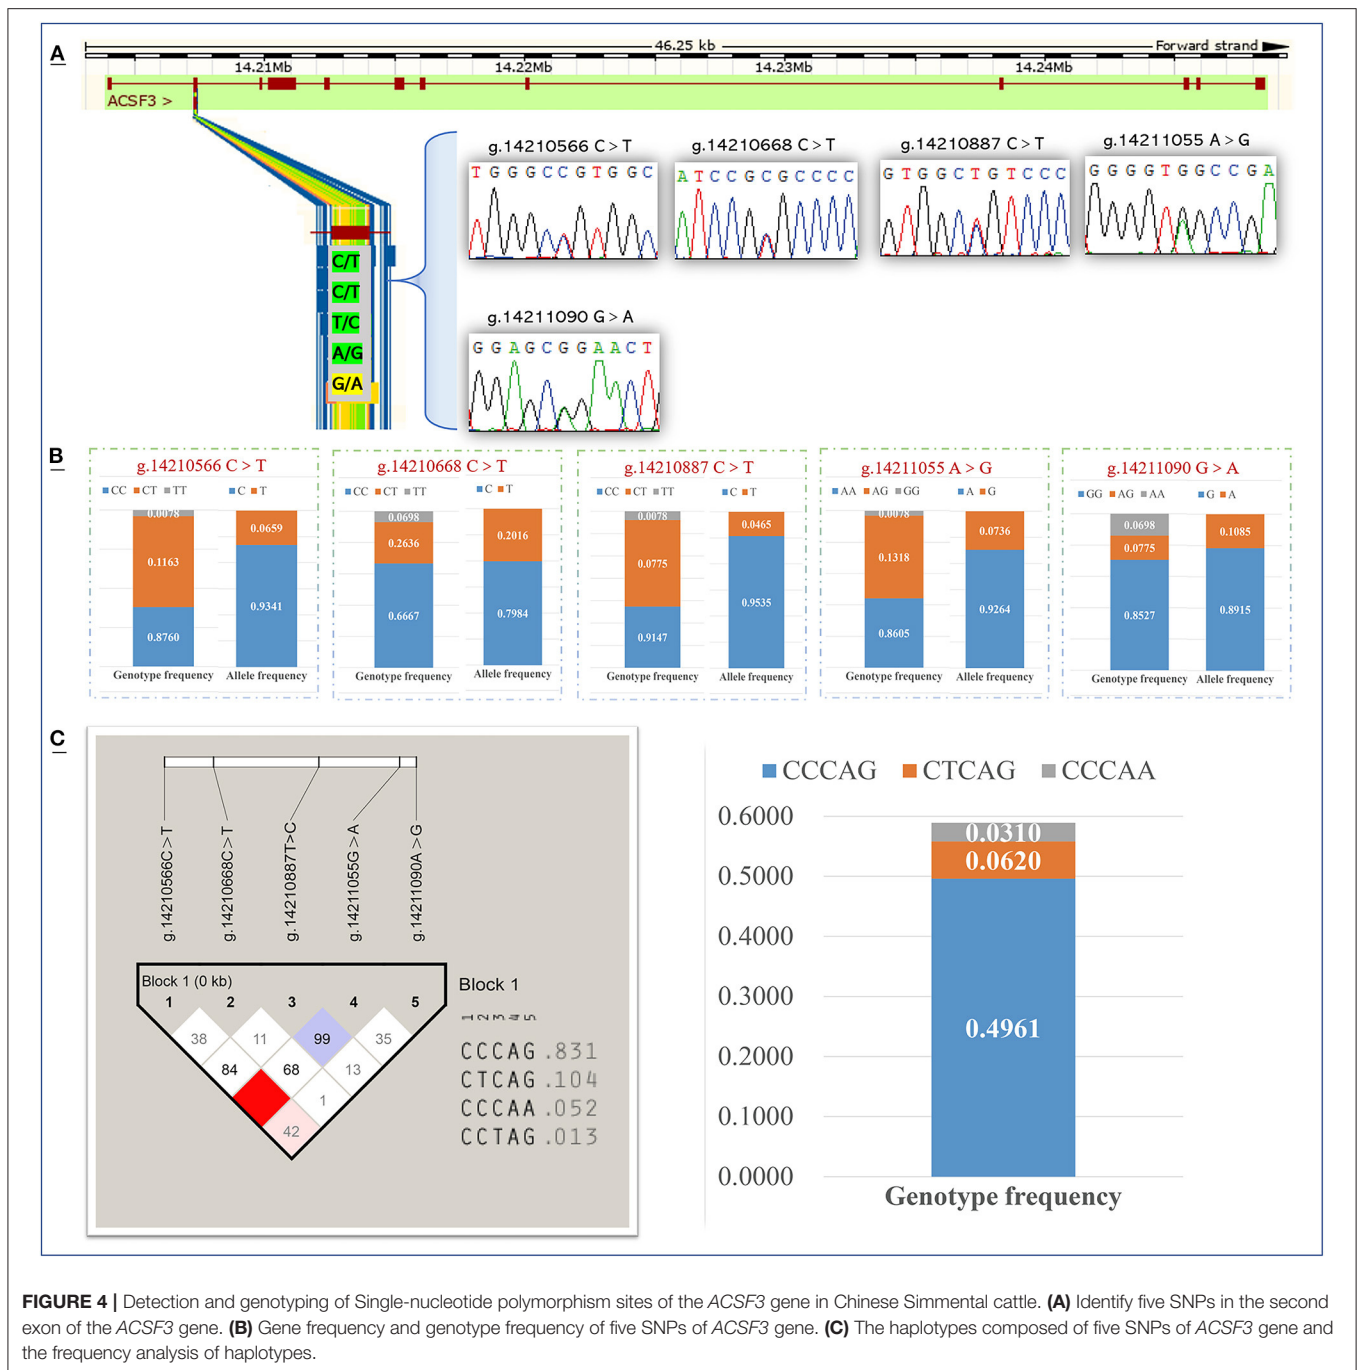 A
46.25 kb
Forward strand
14.21Mb 14.22Mb 14.23Mb 14.24Mb
ACSF3 >
g.14210566 C>T g.14210668 C>T g.14210887 C>T g.14211055 A>G
T G G G C C G T G G C
A T C C G C G C C C C
G T G G C T G T C C C
G G G G T G G C C G A
C/T
C/T
T/C
A/G
G/A
g.14211090 G>A
G G A G C G G A A C T
B
g.14210566 C > T
CC CT TT C T
0.0078
0.1163
0.8760
0.0659
0.9341
Genotype frequency Allele frequency
g.14210668 C > T
CC CT TT C T
0.0698
0.2636
0.6667
0.2016
0.7984
Genotype frequency Allele frequency
g.14210887 C > T
CC CT TT C T
0.0078
0.0775
0.9147
0.0465
0.9535
Genotype frequency Allele frequency
g.14211055 A > G
AA AG GG A G
0.0078
0.1318
0.8605
0.0736
0.9264
Genotype frequency Allele frequency
g.14211090 G > A
GG AG AA G A
0.0698
0.0775
0.8527
0.1085
0.8915
Genotype frequency Allele frequency
C
g.14210566C>T
g.14210668C>T
g.14210887T>C
g.14211055G>A
g.14211090A>G
Block 1 (0 kb)
1 2 3 4 5
38 11 99 35
84 68 13
1
42
Block 1
1 2 3 4 5
CCCAG .831
CTCAG .104
CCCAA .052
CCTAG .013
CCCAG CTCAG CCCAA
0.6000
0.5000
0.4000
0.3000
0.2000
0.1000
0.0000
0.0310
0.0620
0.4961
Genotype frequency
FIGURE 4 | Detection and genotyping of Single-nucleotide polymorphism sites of the ACSF3 gene in Chinese Simmental cattle. (A) Identify five SNPs in the second
exon of the ACSF3 gene. (B) Gene frequency and genotype frequency of five SNPs of ACSF3 gene. (C) The haplotypes composed of five SNPs of ACSF3 gene and
the frequency analysis of haplotypes.